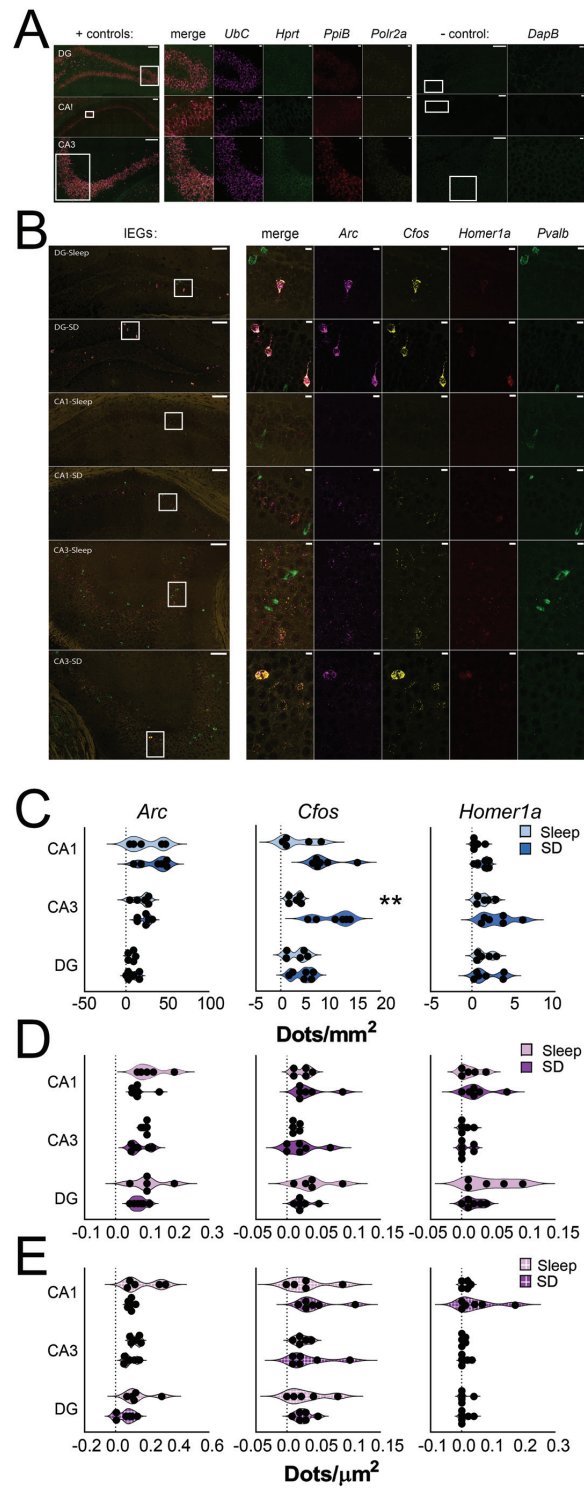 A
+ controls: merge UbC Hprt PpiB Polr2a - control: DapB
DG
CA1
CA3
B
IEGs: merge Arc Cfos Homer1a Pvalb
DG-Sleep
DG-SD
CA1-Sleep
CA1-SD
CA3-Sleep
CA3-SD
C
Arc Cfos Homer1a
Sleep
SD
CA1
CA3
**
DG
-50 0 50 100 -5 0 5 10 15 20 -5 0 5 10
Dots/mm2
D
Sleep
SD
CA1
CA3
DG
-0.1 0.0 0.1 0.2 0.3 -0.05 0.00 0.05 0.10 0.15 -0.05 0.00 0.05 0.10 0.15
E
Sleep
SD
CA1
CA3
DG
-0.2 0.0 0.2 0.4 0.6 -0.05 0.00 0.05 0.10 0.15 -0.1 0.0 0.1 0.2 0.3
Dots/μm2